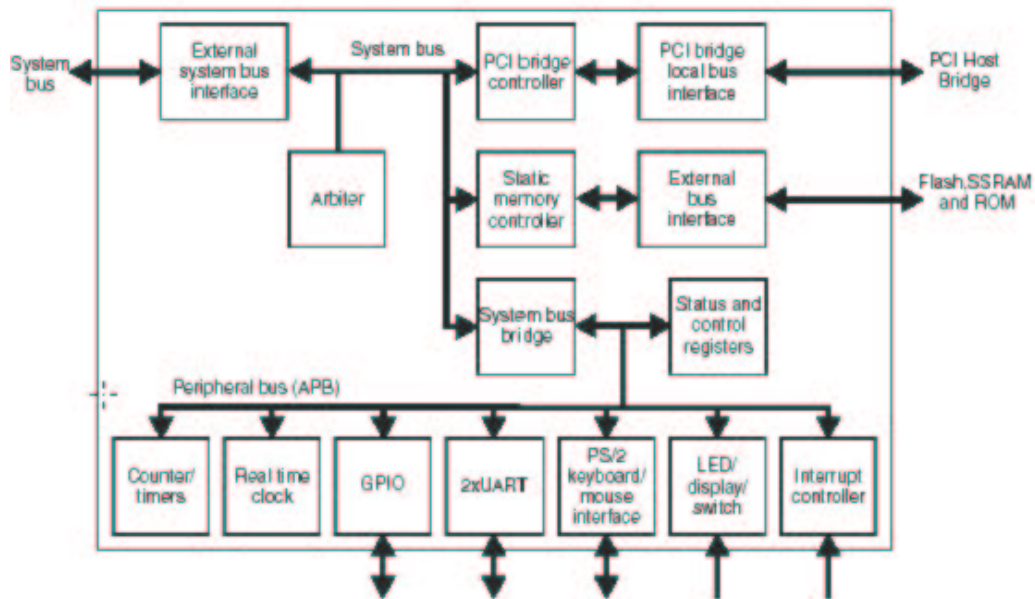 System
bus
External
system bus
interface
System bus
PCI bridge
controller
PCI bridge
local bus
interface
PCI Host
Bridge
Arbiter
Static
memory
controller
External
bus
interface
Flash,SSRAM
and ROM
System bus
bridge
Status and
control
registers
Peripheral bus (APB)
Counter/
timers
Real time
clock
GPIO
2xUART
PS/2
keyboard/
mouse
interface
LED/
display/
switch
Interrupt
controller